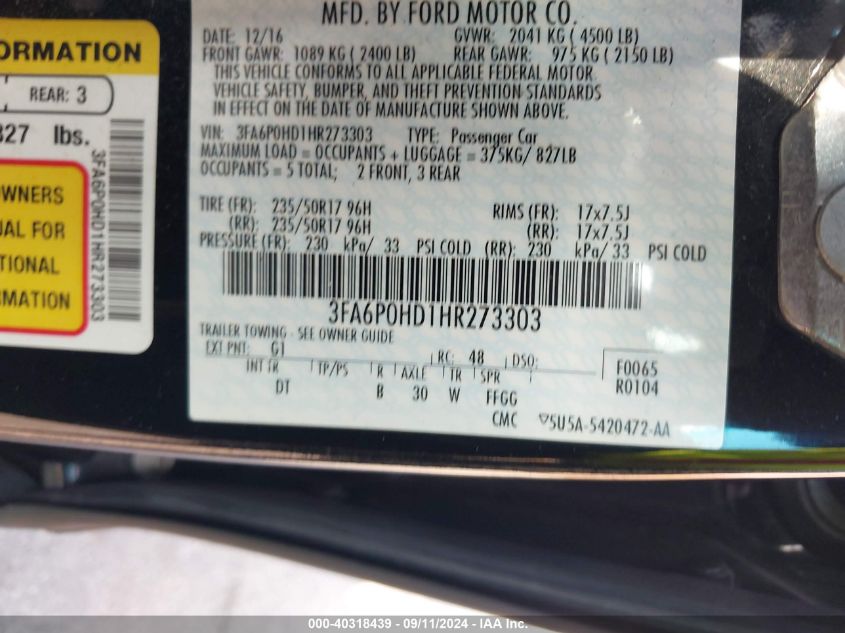 ORMATION
REAR: 3
327 lbs.
WNERS
UAL FOR
TIONAL
RMATION
3FA6P0HD1HR273303
MFD. BY FORD MOTOR CO.
DATE: 12/16 GVWR: 2041 KG ( 4500 LB)
FRONT GAWR: 1089 KG ( 2400 LB) REAR GAWR: 975 KG ( 2150 LB)
THIS VEHICLE CONFORMS TO ALL APPLICABLE FEDERAL MOTOR
VEHICLE SAFETY, BUMPER, AND THEFT PREVENTION STANDARDS
IN EFFECT ON THE DATE OF MANUFACTURE SHOWN ABOVE.
VIN: 3FA6P0HD1HR273303 TYPE: Passenger Car
MAXIMUM LOAD = OCCUPANTS + LUGGAGE = 375KG/ 827LB
OCCUPANTS = 5 TOTAL; 2 FRONT, 3 REAR
TIRE (FR): 235/50R17 96H RIMS (FR): 17x7.5J
(RR): 235/50R17 96H (RR): 17x7.5J
PRESSURE (FR): 230 kPa/ 33 PSI COLD (RR): 230 kPa/ 33 PSI COLD
3FA6P0HD1HR273303
TRAILER TOWING - SEE OWNER GUIDE
EXT PNT: G1 RC: 48 DSO: F0065
INT TR TP/PS R AXLE TR SPR R0104
DT B 30 W FFGG
CMC ▽5U5A-5420472-AA
000-40318439 - 09/11/2024 - © IAA, Inc.